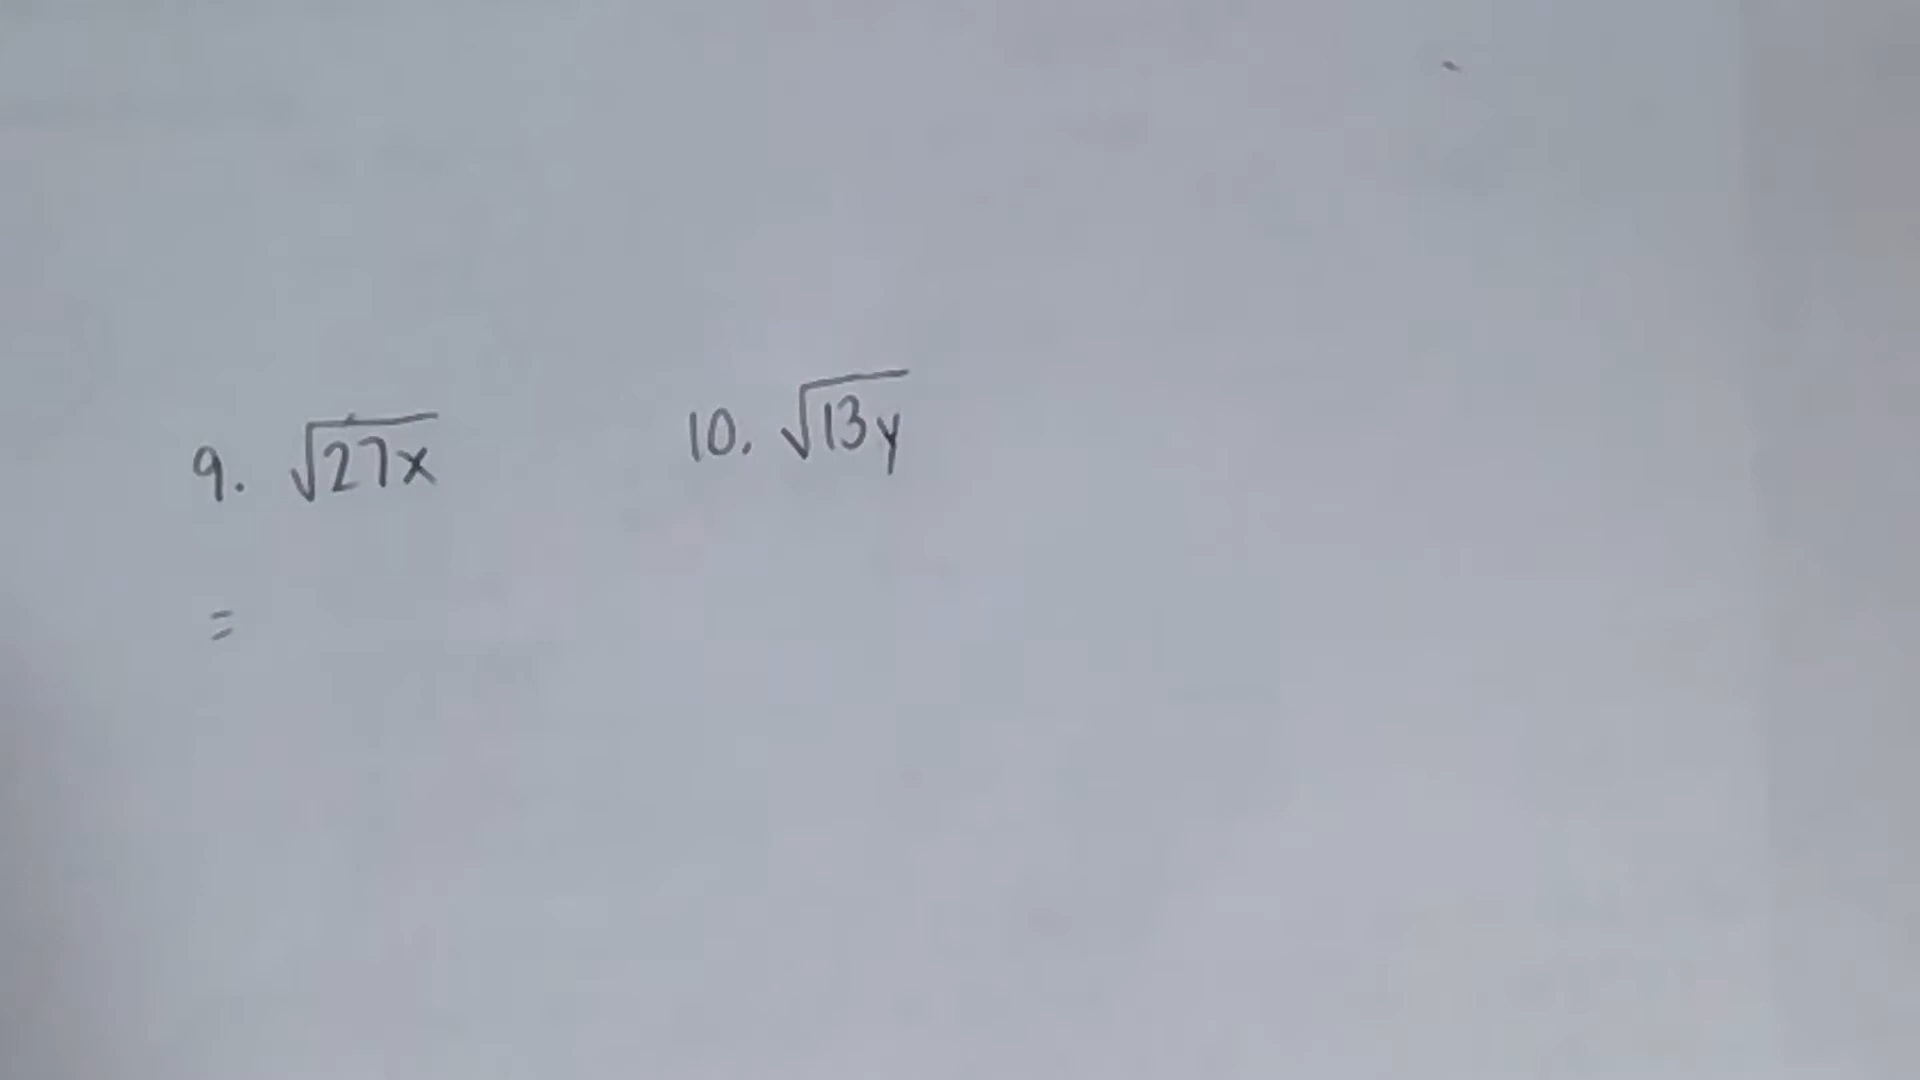 9. √27x 10. √13y
=